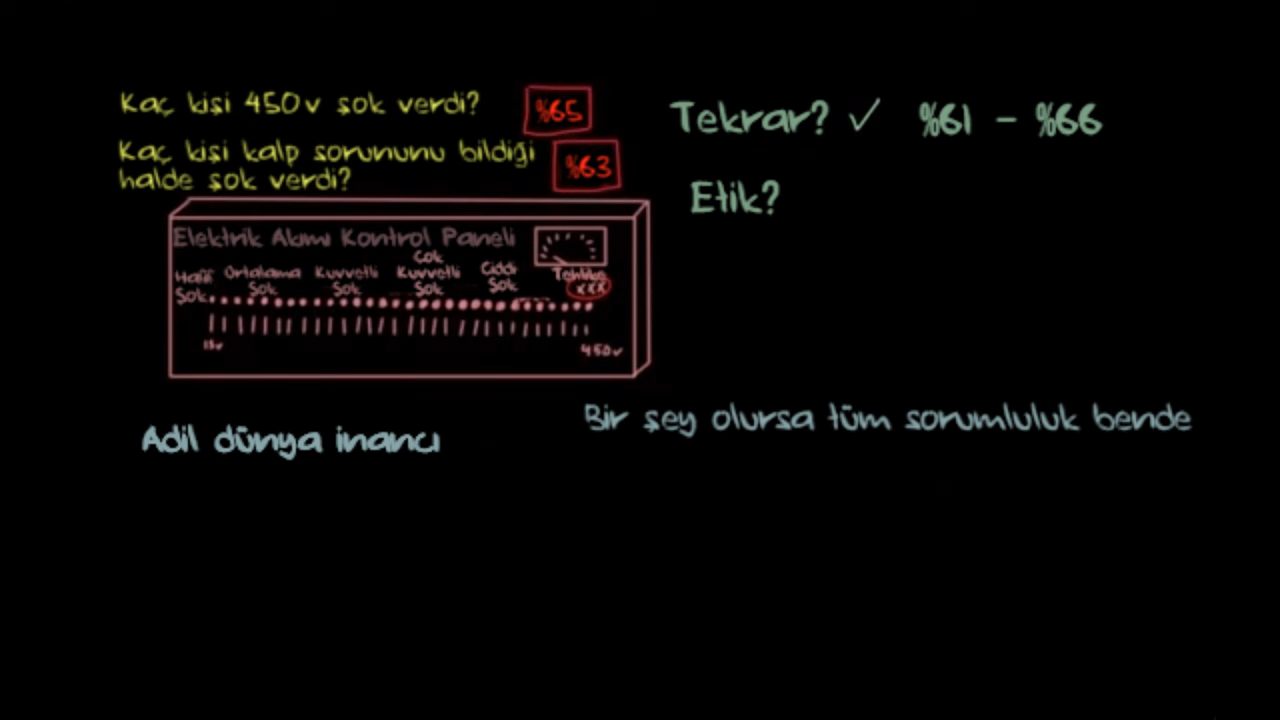 Kaç kişi 450v şok verdi? %65
Kaç kişi kalp sorununu bildiği
halde şok verdi? %63
Tekrar? ✓ %61 - %66
Etik?
Elektrik Akımı Kontrol Paneli
Hafif Şok
Ortalama Şok
Kuvvetli Şok
Çok Kuvvetli Şok
Ciddi Şok
Tehlike
XXX
15v
450v
Adil dünya inancı
Bir şey olursa tüm sorumluluk bende